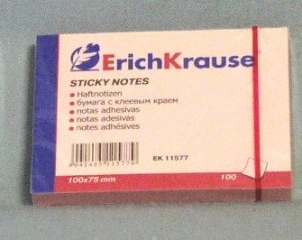 ErichKrause®
STICKY NOTES
• Haftnotizen
• бумага с клеевым краем
• notas adhesivas
• notas adesivas
• notes adhésives
EK 11577
100x75 mm
100